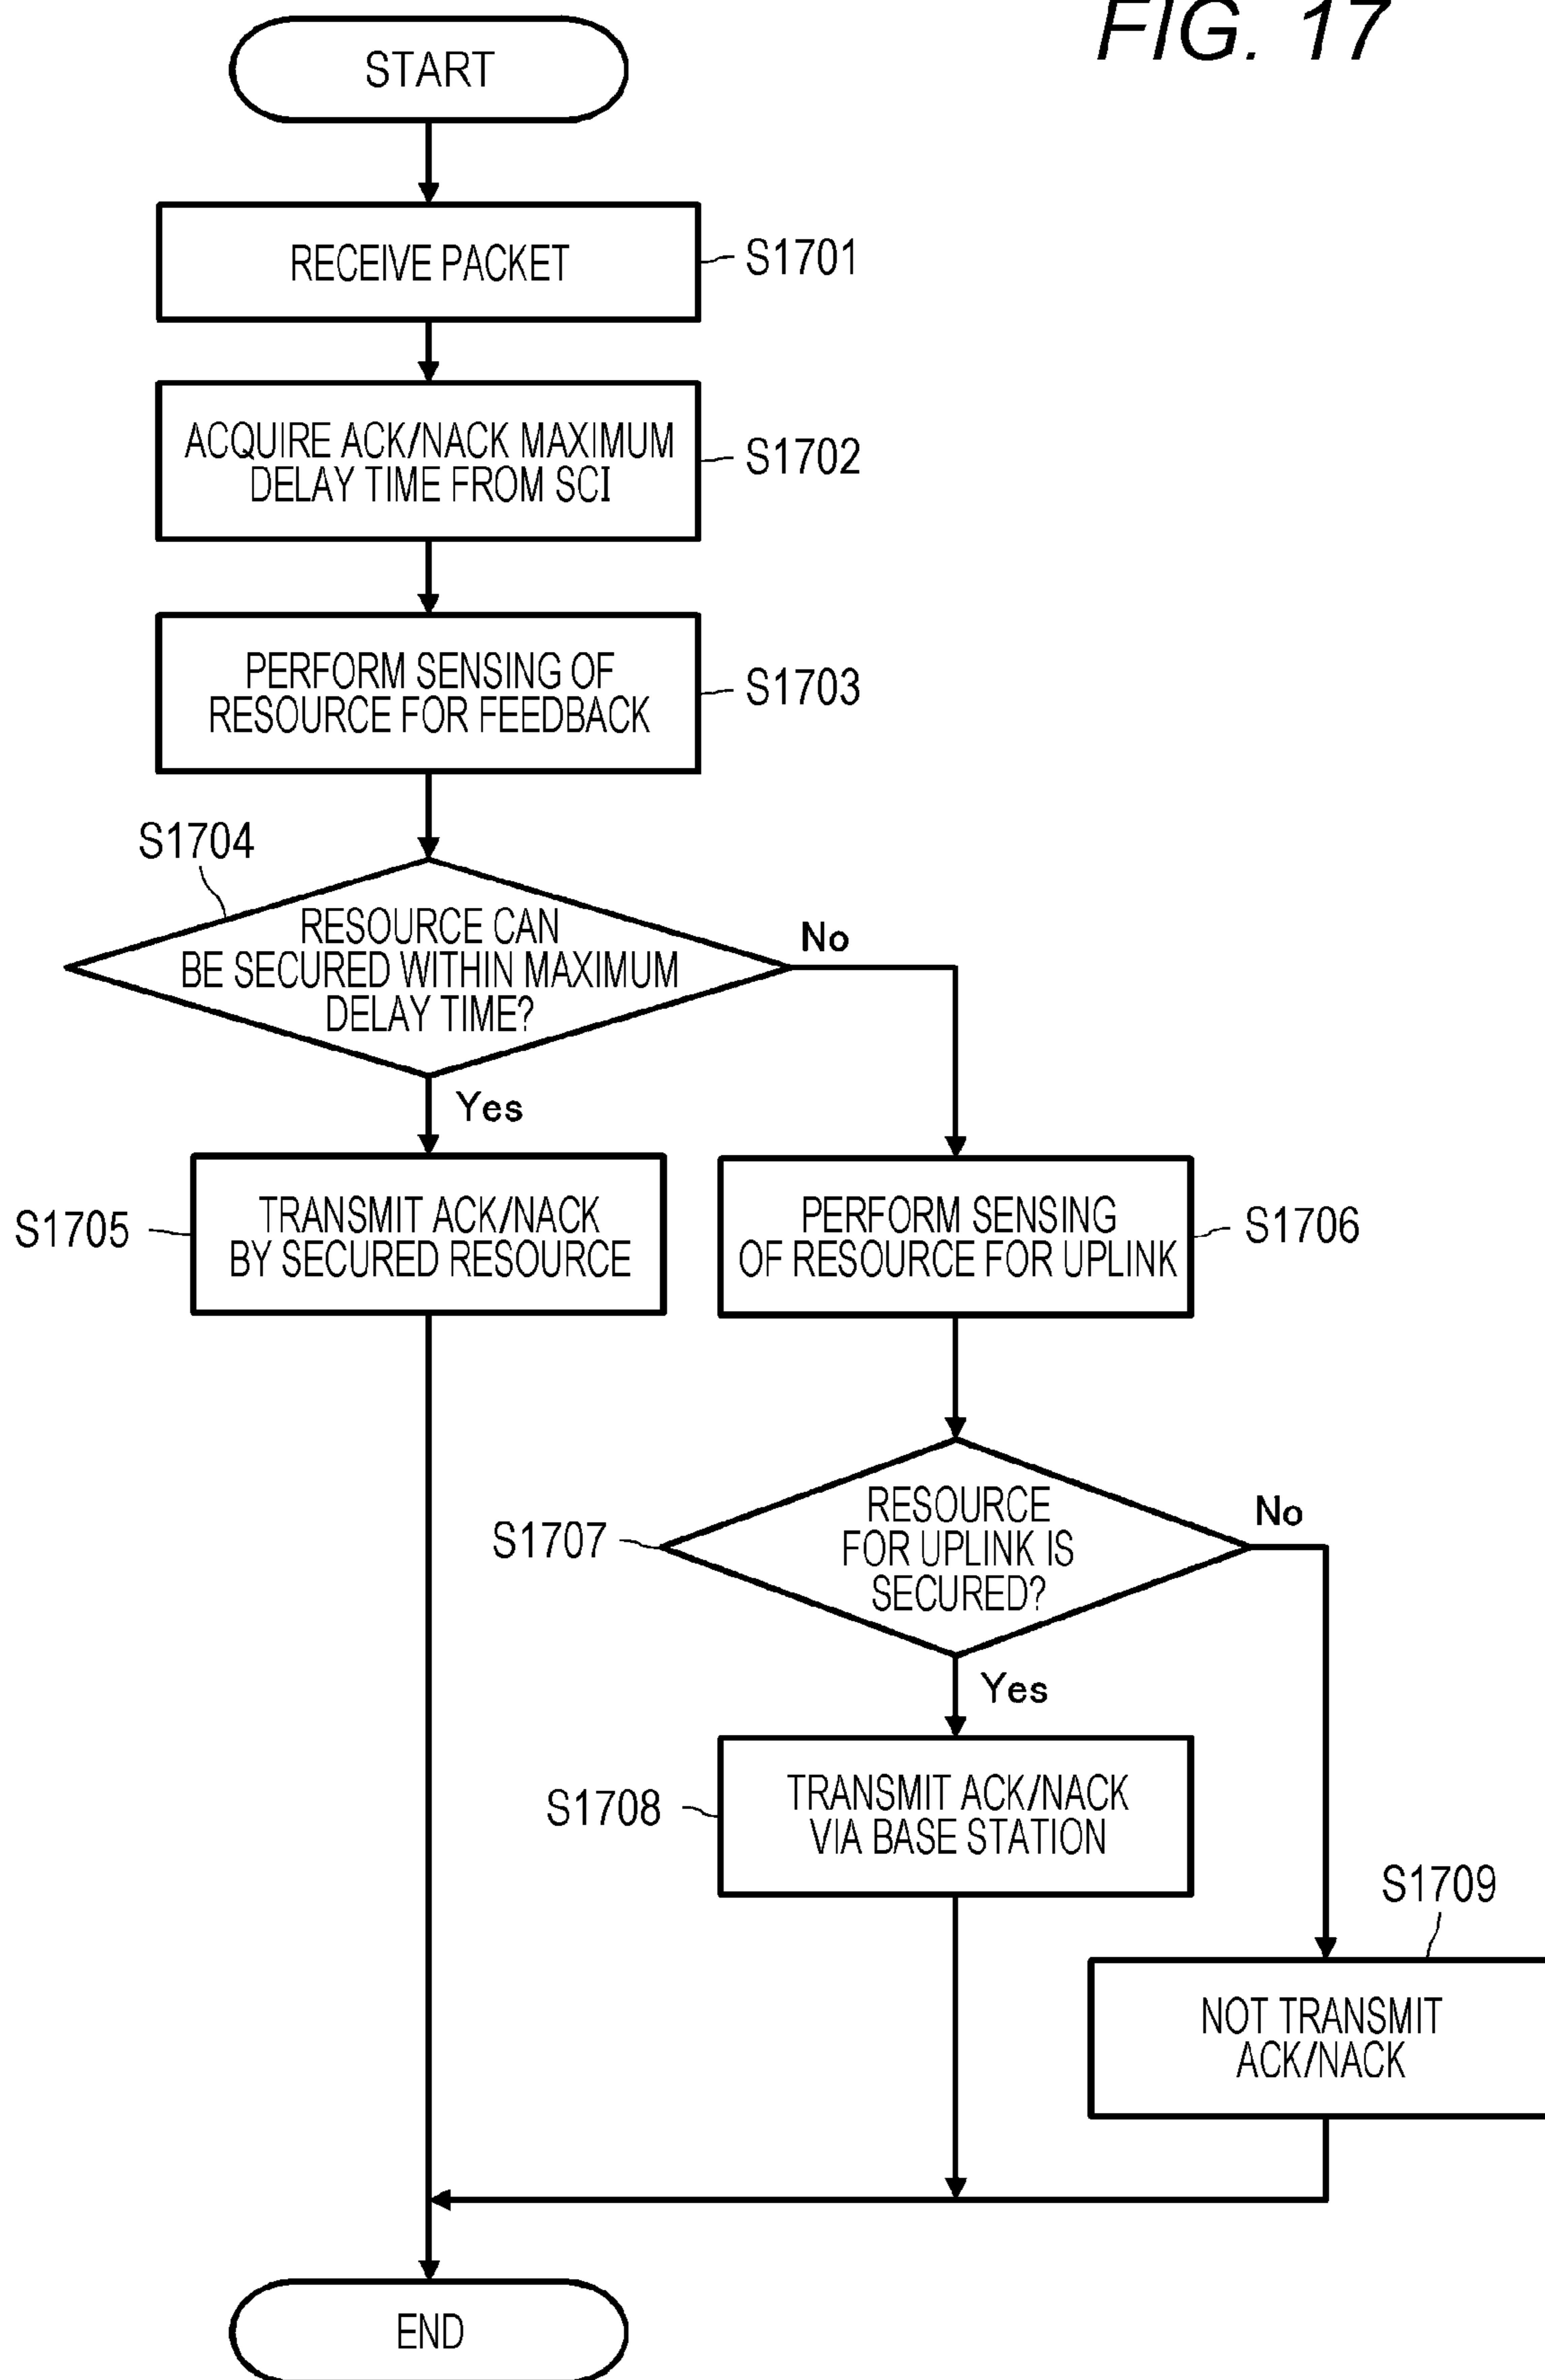 FIG. 17
START
RECEIVE PACKET
S1701
ACQUIRE ACK/NACK MAXIMUM
DELAY TIME FROM SCI
S1702
PERFORM SENSING OF
RESOURCE FOR FEEDBACK
S1703
S1704
RESOURCE CAN
BE SECURED WITHIN MAXIMUM
DELAY TIME?
No
Yes
S1705
TRANSMIT ACK/NACK
BY SECURED RESOURCE
PERFORM SENSING
OF RESOURCE FOR UPLINK
S1706
S1707
RESOURCE
FOR UPLINK IS
SECURED?
No
Yes
S1708
TRANSMIT ACK/NACK
VIA BASE STATION
S1709
NOT TRANSMIT
ACK/NACK
END